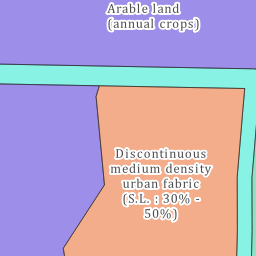 Arable land
(annual crops)
Discontinuous
medium density
urban fabric
(S.L. : 30% -
50%)